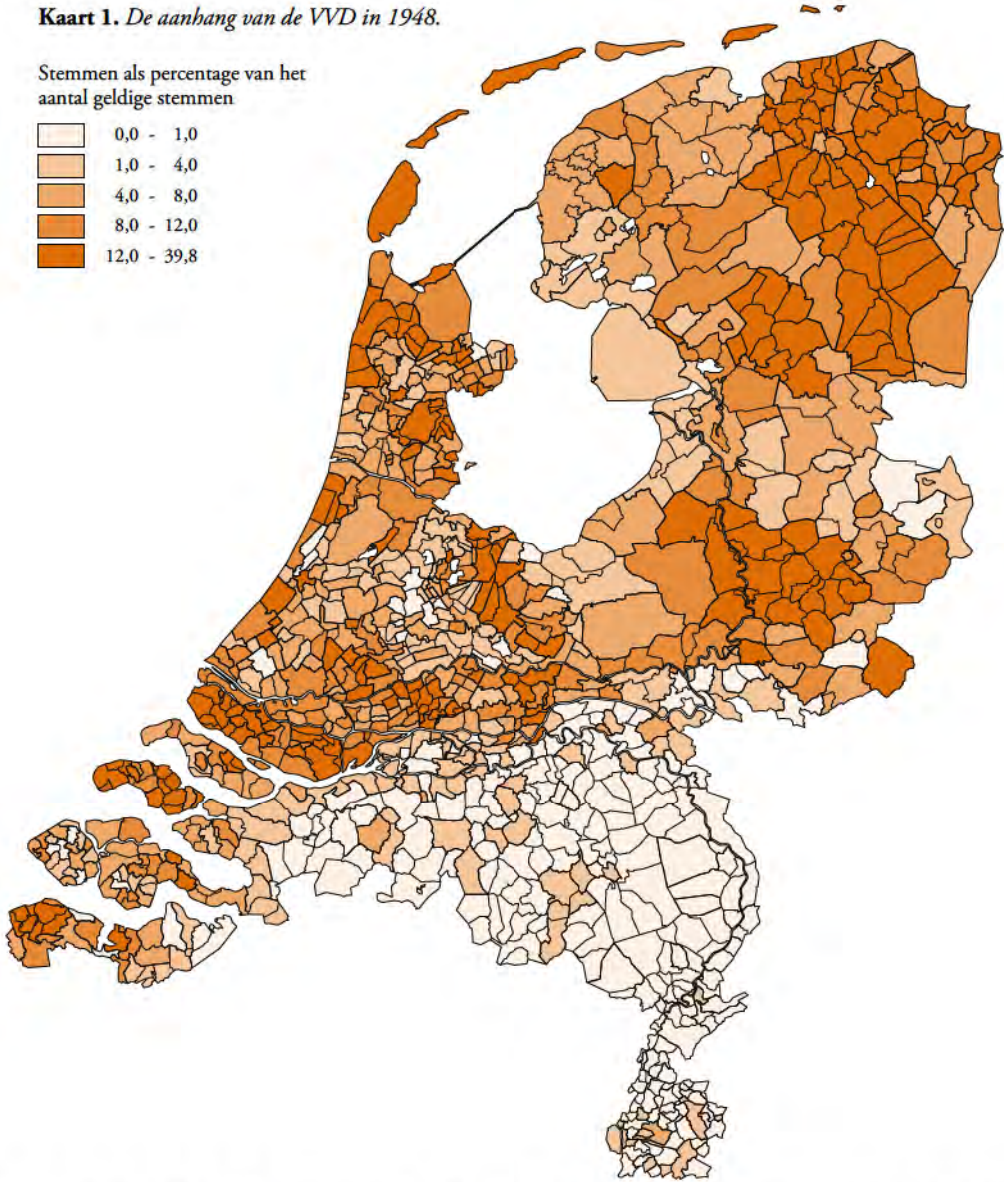 Kaart 1. De aanhang van de VVD in 1948.
Stemmen als percentage van het
aantal geldige stemmen
0,0 - 1,0
1,0 - 4,0
4,0 - 8,0
8,0 - 12,0
12,0 - 39,8